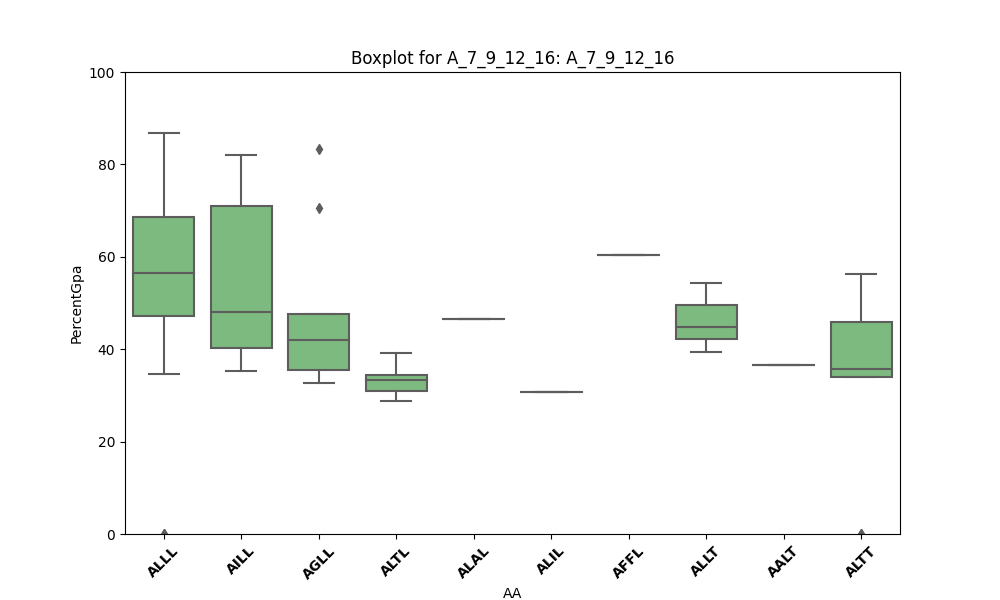 Boxplot for A_7_9_12_16: A_7_9_12_16
100
80
60
40
20
0
PercentGpa
ALLL
AILL
AGLL
ALTL
ALAL
ALIL
AFFL
ALLT
AALT
ALTT
AA